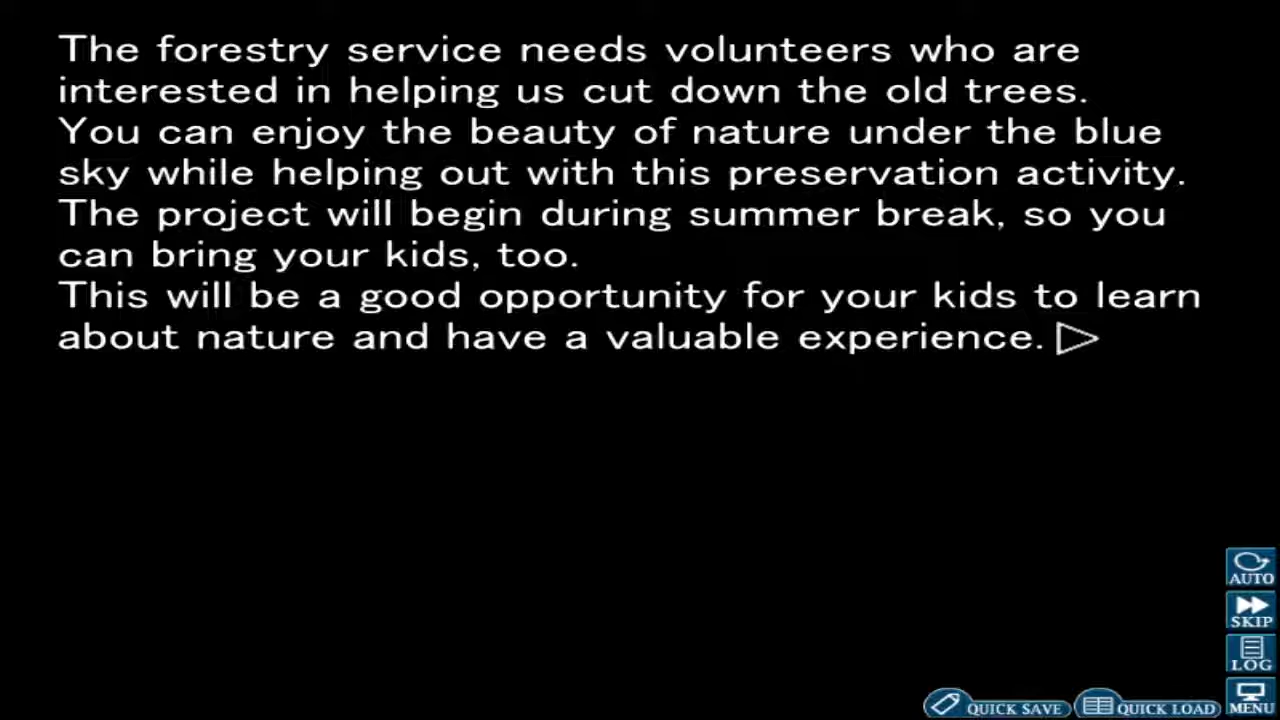 The forestry service needs volunteers who are
interested in helping us cut down the old trees.
You can enjoy the beauty of nature under the blue
sky while helping out with this preservation activity.
The project will begin during summer break, so you
can bring your kids, too.
This will be a good opportunity for your kids to learn
about nature and have a valuable experience.
AUTO
SKIP
LOG
QUICK SAVE
QUICK LOAD
MENU